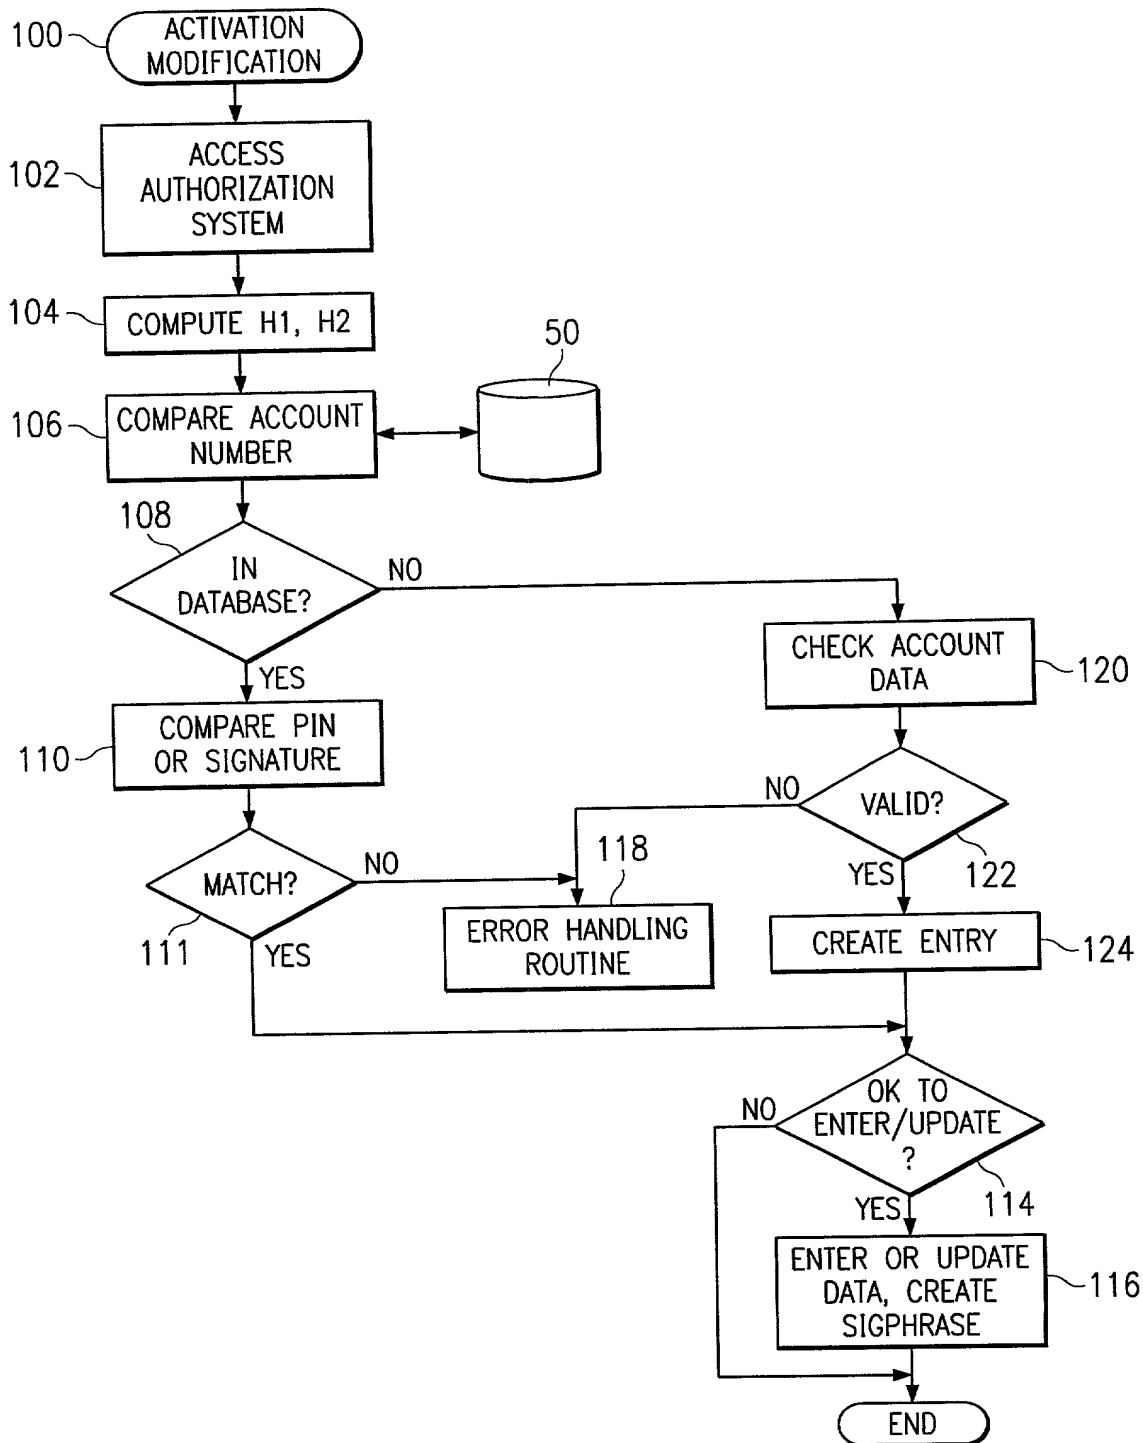 100
ACTIVATION
MODIFICATION
102
ACCESS
AUTHORIZATION
SYSTEM
104
COMPUTE H1, H2
50
106
COMPARE ACCOUNT
NUMBER
108
IN
DATABASE?
NO
YES
CHECK ACCOUNT
DATA
120
110
COMPARE PIN
OR SIGNATURE
NO
VALID?
122
YES
MATCH?
111
NO
YES
118
ERROR HANDLING
ROUTINE
CREATE ENTRY
124
OK TO
ENTER/UPDATE
?
NO
114
YES
ENTER OR UPDATE
DATA, CREATE
SIGPHRASE
116
END